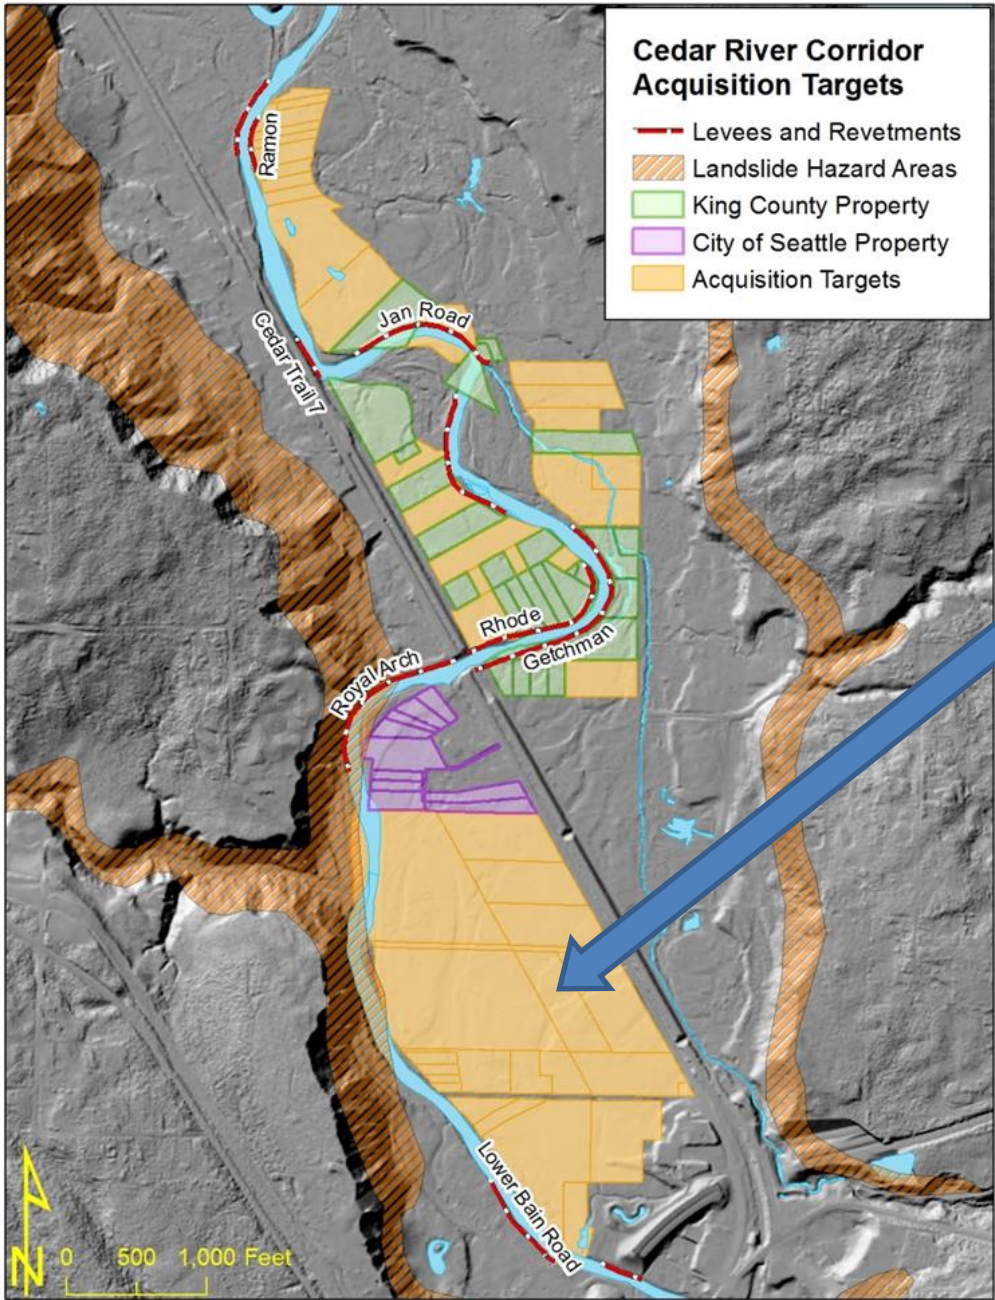 Cedar River Corridor
Acquisition Targets
Levees and Revetments
Landslide Hazard Areas
King County Property
City of Seattle Property
Acquisition Targets
Ramon
Jan Road
Cedar Trail 7
Rhode
Getchman
Royal Arch
Lower Bain Road
N
0 500 1,000 Feet